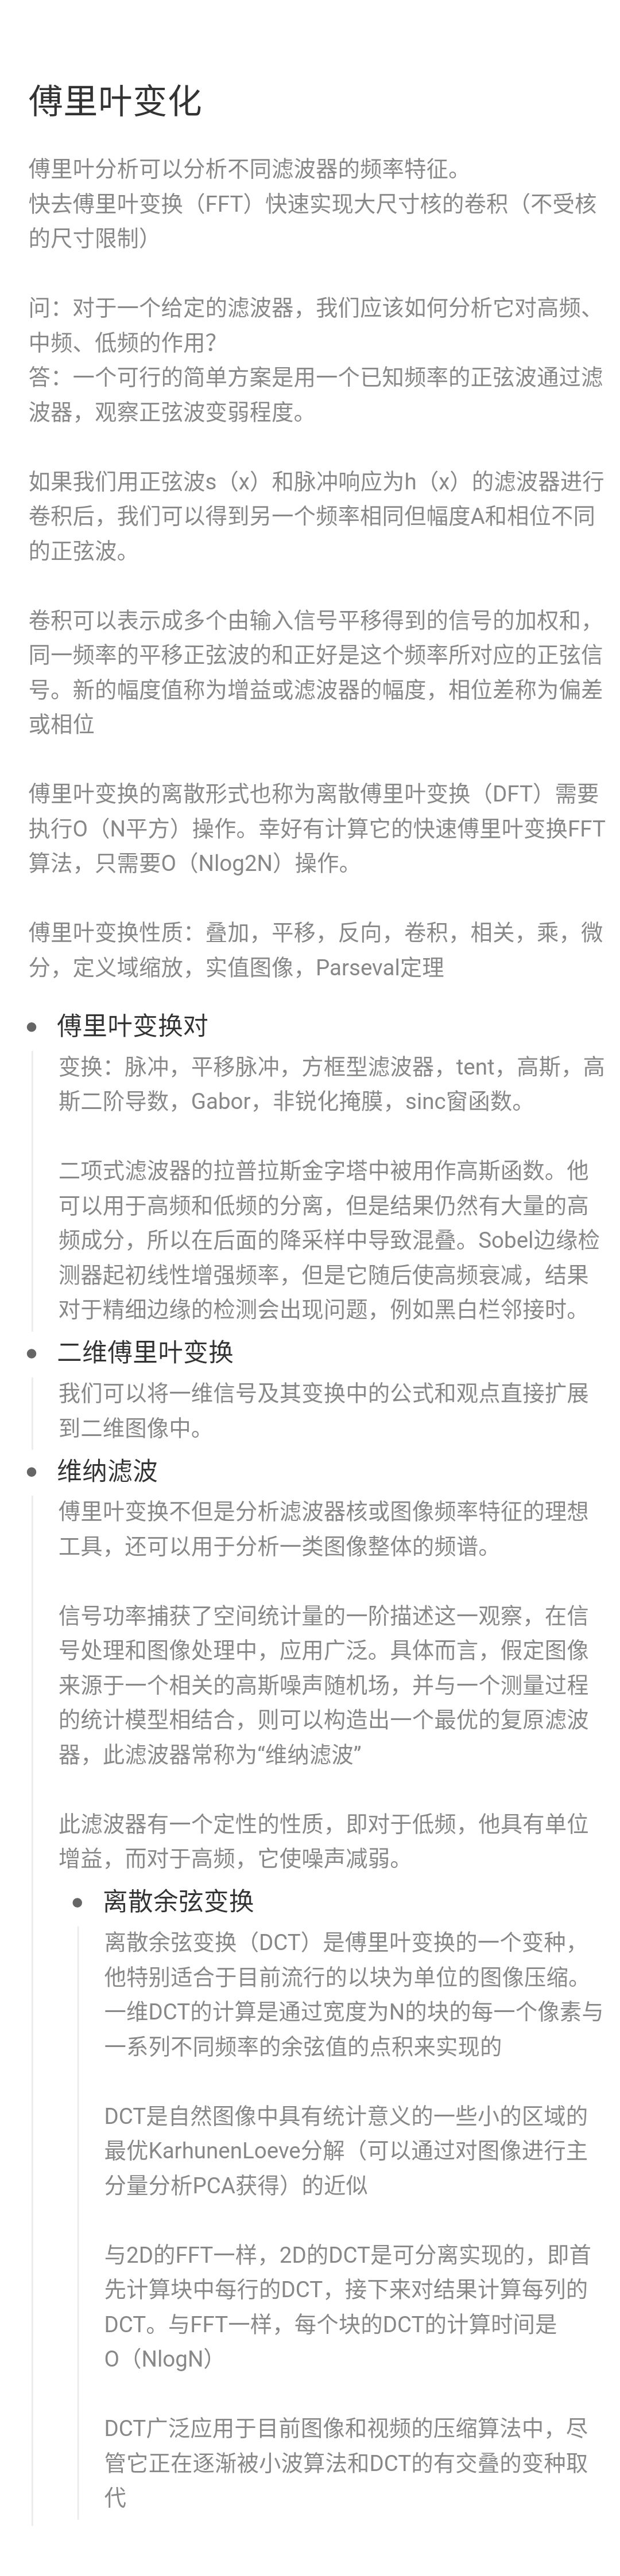 傅里叶变化
傅里叶分析可以分析不同滤波器的频率特征。
快去傅里叶变换（FFT）快速实现大尺寸核的卷积（不受核
的尺寸限制）
问：对于一个给定的滤波器，我们应该如何分析它对高频、
中频、低频的作用？
答：一个可行的简单方案是用一个已知频率的正弦波通过滤
波器，观察正弦波变弱程度。
如果我们用正弦波s（x）和脉冲响应为h（x）的滤波器进行
卷积后，我们可以得到另一个频率相同但幅度A和相位不同
的正弦波。
卷积可以表示成多个由输入信号平移得到的信号的加权和，
同一频率的平移正弦波的和正好是这个频率所对应的正弦信
号。新的幅度值称为增益或滤波器的幅度，相位差称为偏差
或相位
傅里叶变换的离散形式也称为离散傅里叶变换（DFT）需要
执行O（N平方）操作。幸好有计算它的快速傅里叶变换FFT
算法，只需要O（Nlog2N）操作。
傅里叶变换性质：叠加，平移，反向，卷积，相关，乘，微
分，定义域缩放，实值图像，Parseval定理
傅里叶变换对
变换：脉冲，平移脉冲，方框型滤波器，tent，高斯，高
斯二阶导数，Gabor，非锐化掩膜，sinc窗函数。
二项式滤波器的拉普拉斯金字塔中被用作高斯函数。他
可以用于高频和低频的分离，但是结果仍然有大量的高
频成分，所以在后面的降采样中导致混叠。Sobel边缘检
测器起初线性增强频率，但是它随后使高频衰减，结果
对于精细边缘的检测会出现问题，例如黑白栏邻接时。
二维傅里叶变换
我们可以将一维信号及其变换中的公式和观点直接扩展
到二维图像中。
维纳滤波
傅里叶变换不但是分析滤波器核或图像频率特征的理想
工具，还可以用于分析一类图像整体的频谱。
信号功率捕获了空间统计量的一阶描述这一观察，在信
号处理和图像处理中，应用广泛。具体而言，假定图像
来源于一个相关的高斯噪声随机场，并与一个测量过程
的统计模型相结合，则可以构造出一个最优的复原滤波
器，此滤波器常称为“维纳滤波”
此滤波器有一个定性的性质，即对于低频，他具有单位
增益，而对于高频，它使噪声减弱。
离散余弦变换
离散余弦变换（DCT）是傅里叶变换的一个变种，
他特别适合于目前流行的以块为单位的图像压缩。
一维DCT的计算是通过宽度为N的块的每一个像素与
一系列不同频率的余弦值的点积来实现的
DCT是自然图像中具有统计意义的一些小的区域的
最优KarhunenLoeve分解（可以通过对图像进行主
分量分析PCA获得）的近似
与2D的FFT一样，2D的DCT是可分离实现的，即首
先计算块中每行的DCT，接下来对结果计算每列的
DCT。与FFT一样，每个块的DCT的计算时间是
O（NlogN）
DCT广泛应用于目前图像和视频的压缩算法中，尽
管它正在逐渐被小波算法和DCT的有交叠的变种取
代